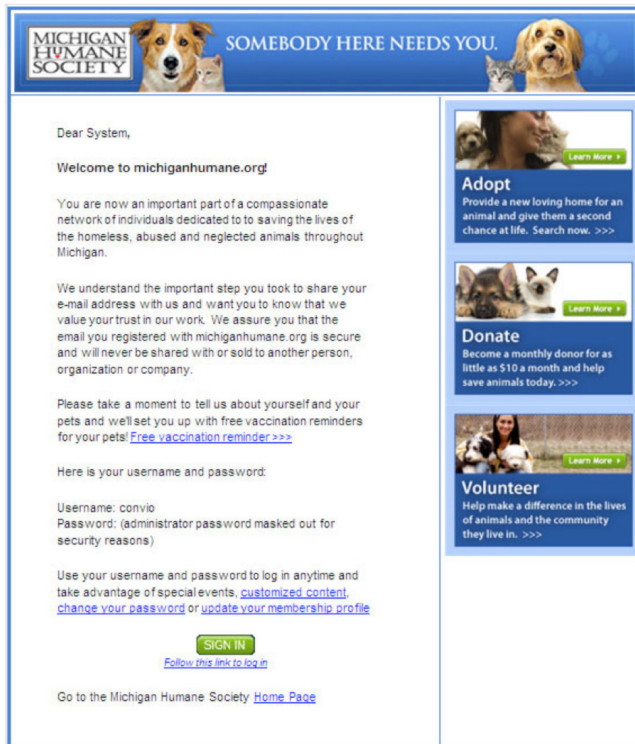 MICHIGAN
HUMANE
SOCIETY
SOMEBODY HERE NEEDS YOU.
Dear System,
Welcome to michiganhumane.org!
You are now an important part of a compassionate
network of individuals dedicated to to saving the lives of
the homeless, abused and neglected animals throughout
Michigan.
We understand the important step you took to share your
e-mail address with us and want you to know that we
value your trust in our work. We assure you that the
email you registered with michiganhumane.org is secure
and will never be shared with or sold to another person,
organization or company.
Please take a moment to tell us about yourself and your
pets and we'll set you up with free vaccination reminders
for your pets! Free vaccination reminder >>>
Here is your username and password:
Username: convio
Password: (administrator password masked out for
security reasons)
Use your username and password to log in anytime and
take advantage of special events, customized content,
change your password or update your membership profile
SIGN IN
Follow this link to log in
Go to the Michigan Humane Society Home Page
Learn More
Adopt
Provide a new loving home for an
animal and give them a second
chance at life. Search now. >>>
Learn More
Donate
Become a monthly donor for as
little as $10 a month and help
save animals today. >>>
Learn More
Volunteer
Help make a difference in the lives
of animals and the community
they live in. >>>